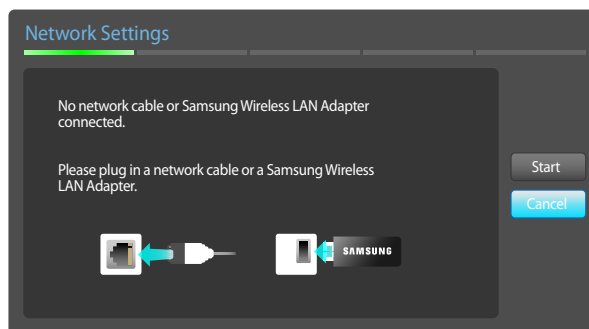 Network Settings
No network cable or Samsung Wireless LAN Adapter
connected.
Please plug in a network cable or a Samsung Wireless
LAN Adapter.
Start
Cancel
SAMSUNG